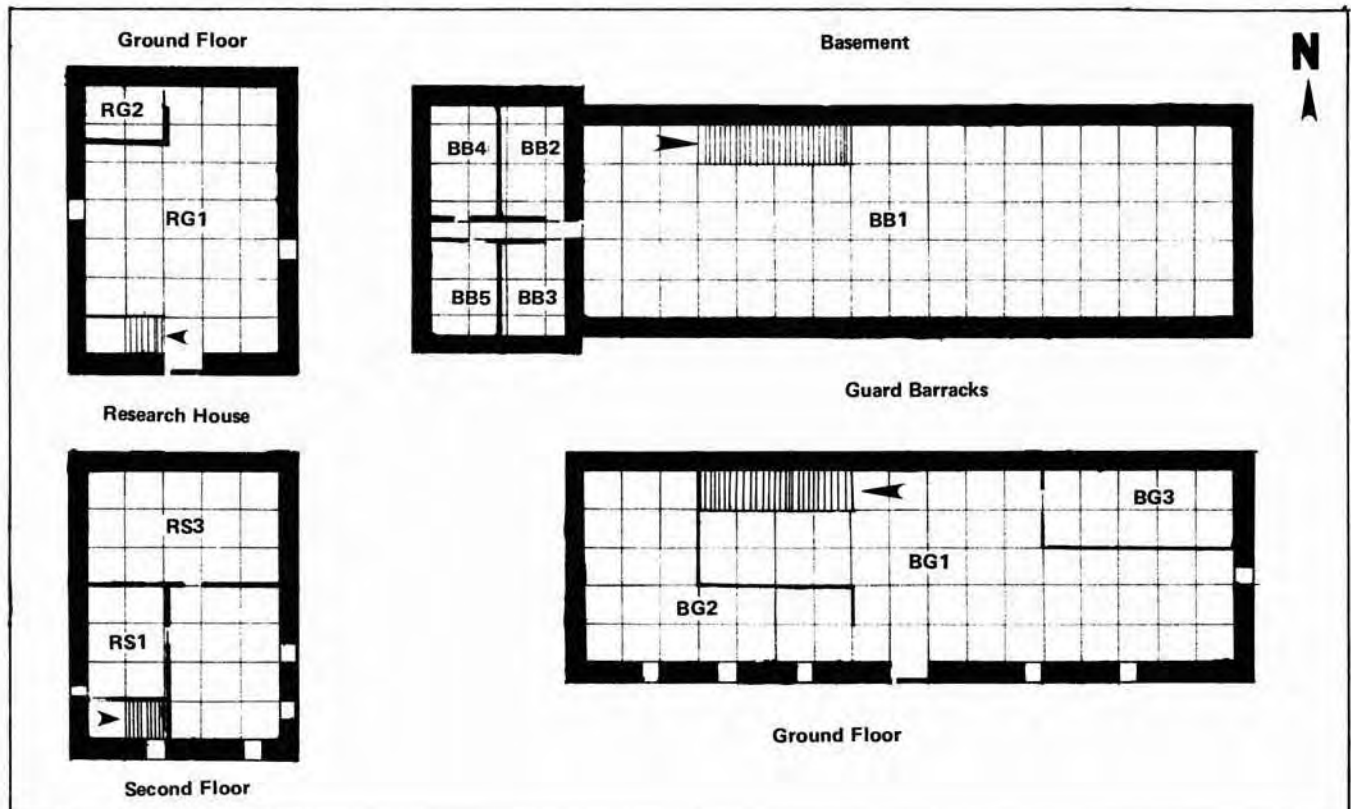 Ground Floor
Basement
N
RG2
BB4
BB2
RG1
BB1
BB5
BB3
Research House
Guard Barracks
RS3
BG3
BG1
BG2
RS1
Ground Floor
Second Floor